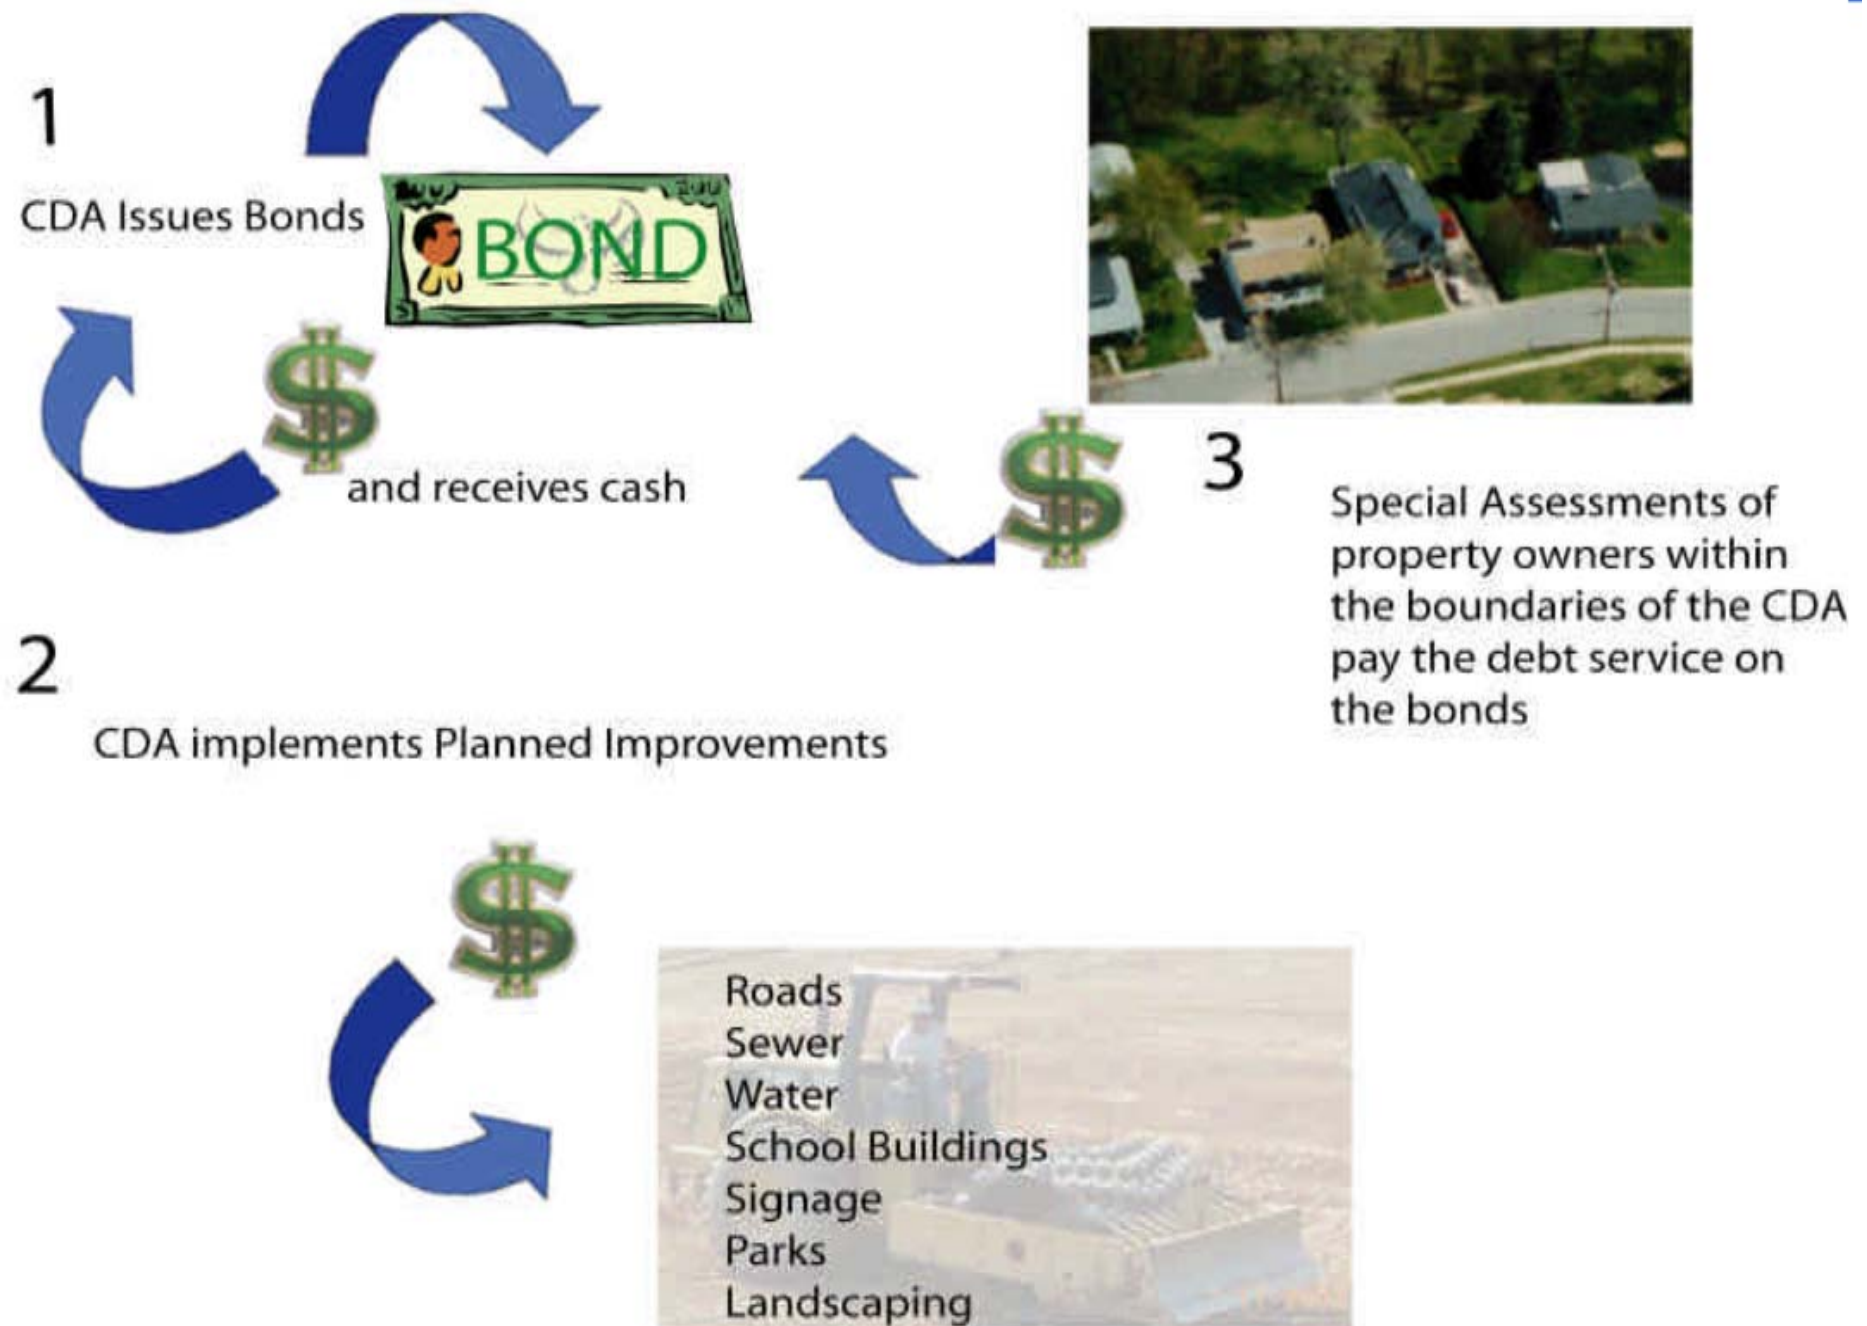 1
CDA Issues Bonds
BOND
and receives cash
2
CDA implements Planned Improvements
Roads
Sewer
Water
School Buildings
Signage
Parks
Landscaping
3
Special Assessments of
property owners within
the boundaries of the CDA
pay the debt service on
the bonds